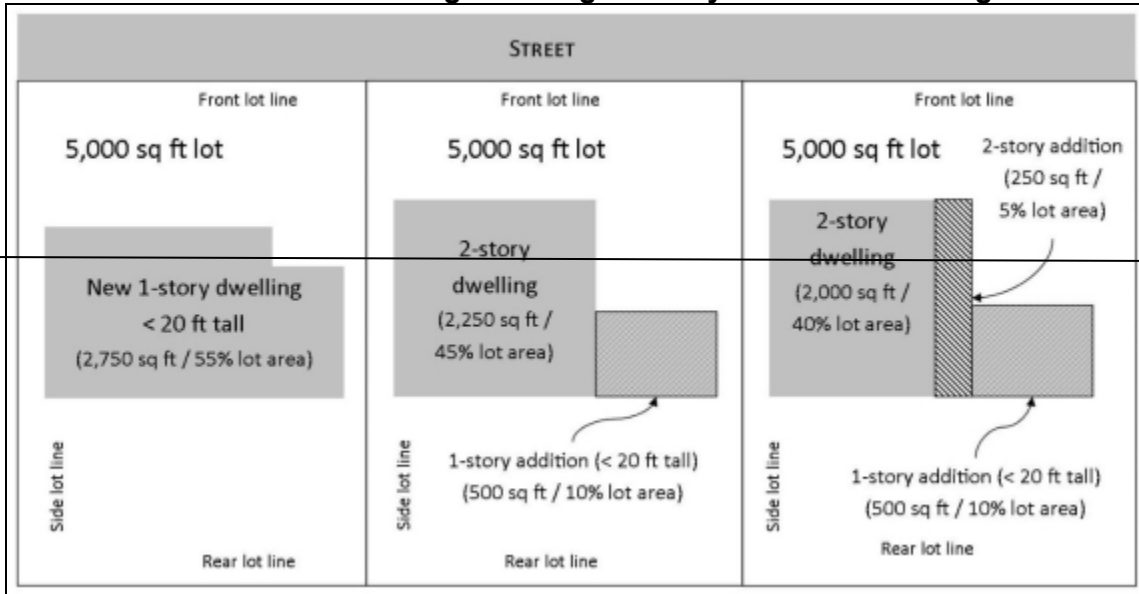 STREET
Front lot line
5,000 sq ft lot
New 1-story dwelling
< 20 ft tall
(2,750 sq ft / 55% lot area)
Side lot line
Rear lot line
Front lot line
5,000 sq ft lot
2-story
dwelling
(2,250 sq ft /
45% lot area)
1-story addition (< 20 ft tall)
(500 sq ft / 10% lot area)
Side lot line
Rear lot line
Front lot line
5,000 sq ft lot
2-story addition
(250 sq ft /
5% lot area)
2-story
dwelling
(2,000 sq ft /
40% lot area)
1-story addition (< 20 ft tall)
(500 sq ft / 10% lot area)
Side lot line
Rear lot line